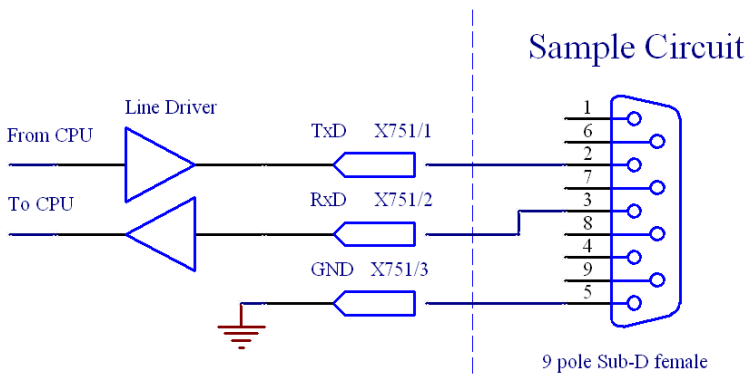 Sample Circuit
Line Driver
From CPU
TxD X751/1
To CPU
RxD X751/2
GND X751/3
1
6
2
7
3
8
4
9
5
9 pole Sub-D female